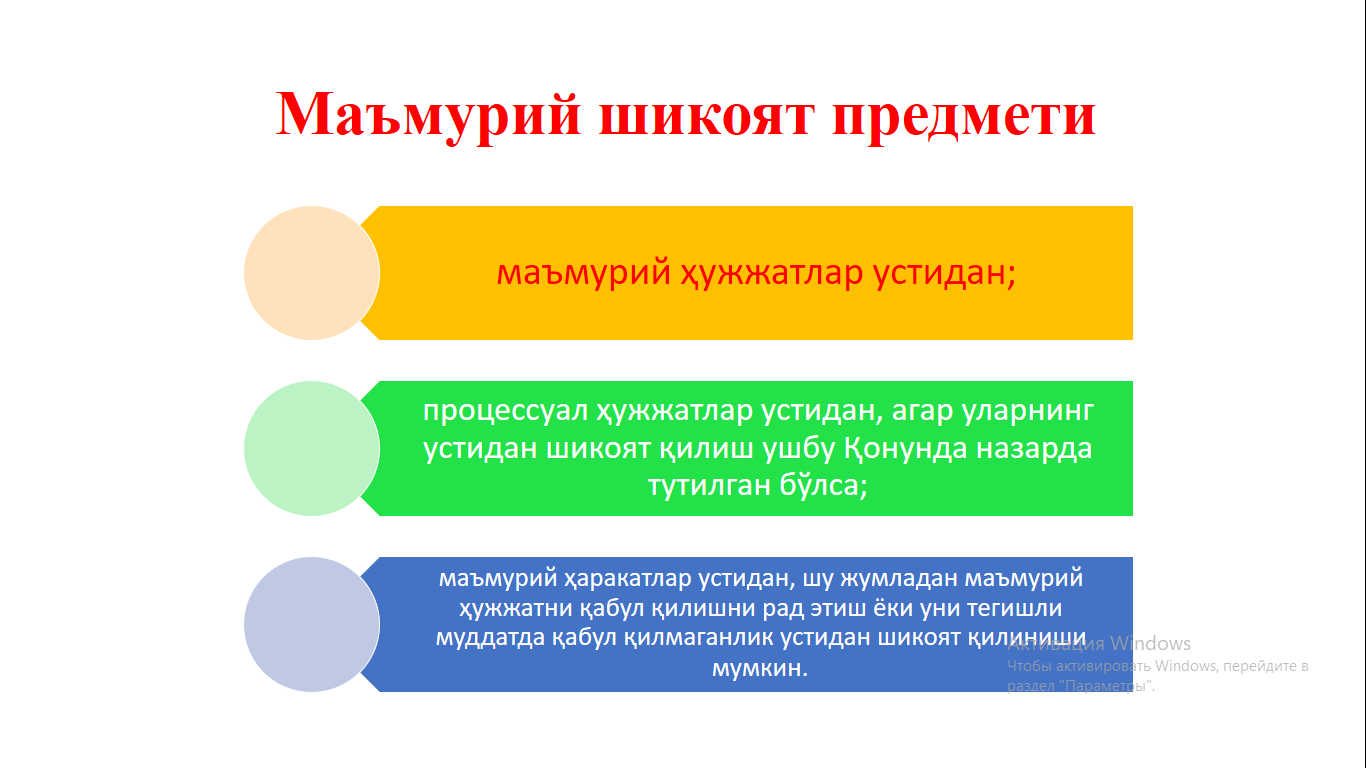 Маъмурий шикоят предмети
маъмурий ҳужжатлар устидан;
процессуал ҳужжатлар устидан, агар уларнинг
устидан шикоят қилиш ушбу Қонунда назарда
тутилган бўлса;
маъмурий ҳаракатлар устидан, шу жумладан маъмурий
ҳужжатни қабул қилишни рад этиш ёки уни тегишли
муддатда қабул қилмаганлик устидан шикоят қилиниши
мумкин.
Активация Windows
Чтобы активировать Windows, перейдите в
раздел "Параметры".